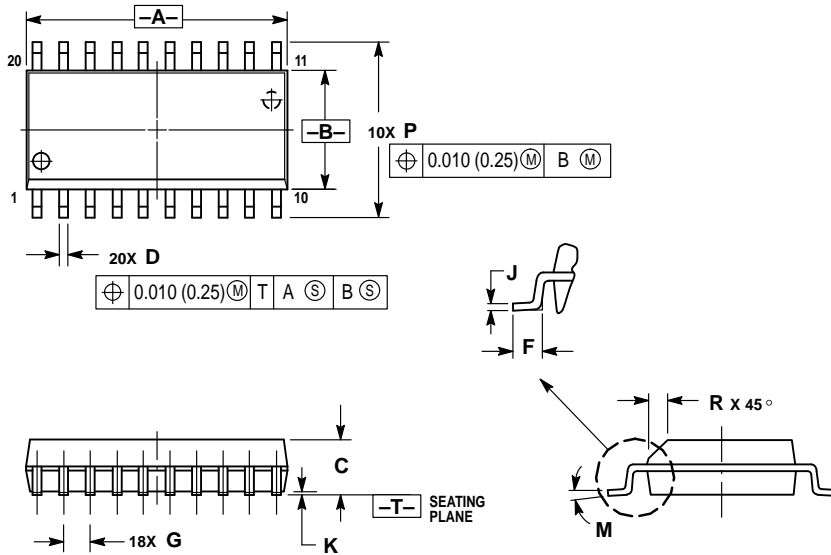 –A–
20
11
–B–
10X P
⌖ 0.010 (0.25) Ⓜ B Ⓜ
1
10
20X D
⌖ 0.010 (0.25) Ⓜ T A Ⓢ B Ⓢ
J
F
R X 45°
C
–T– SEATING
PLANE
18X G
K
M